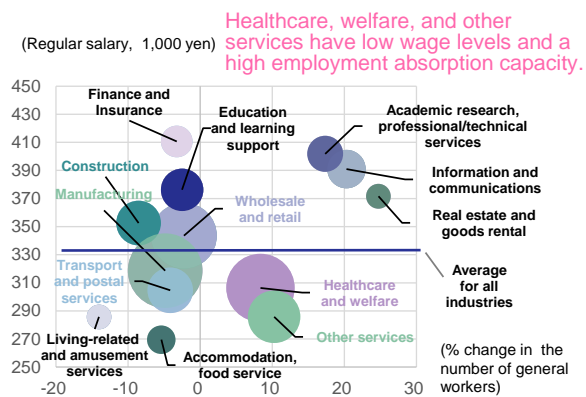 Healthcare, welfare, and other
services have low wage levels and a
high employment absorption capacity.
(Regular salary, 1,000 yen)
450
430
410
390
370
350
330
310
290
270
250
Finance and
Insurance
Education
and learning
support
Academic research,
professional/technical
services
Construction
Manufacturing
Wholesale
and retail
Information and
communications
Real estate and
goods rental
Transport
and postal
services
Healthcare
and welfare
Average
for all
industries
Other services
Living-related
and amusement
services
Accommodation,
food service
(% change in the
number of general
workers)
-20
-10
0
10
20
30